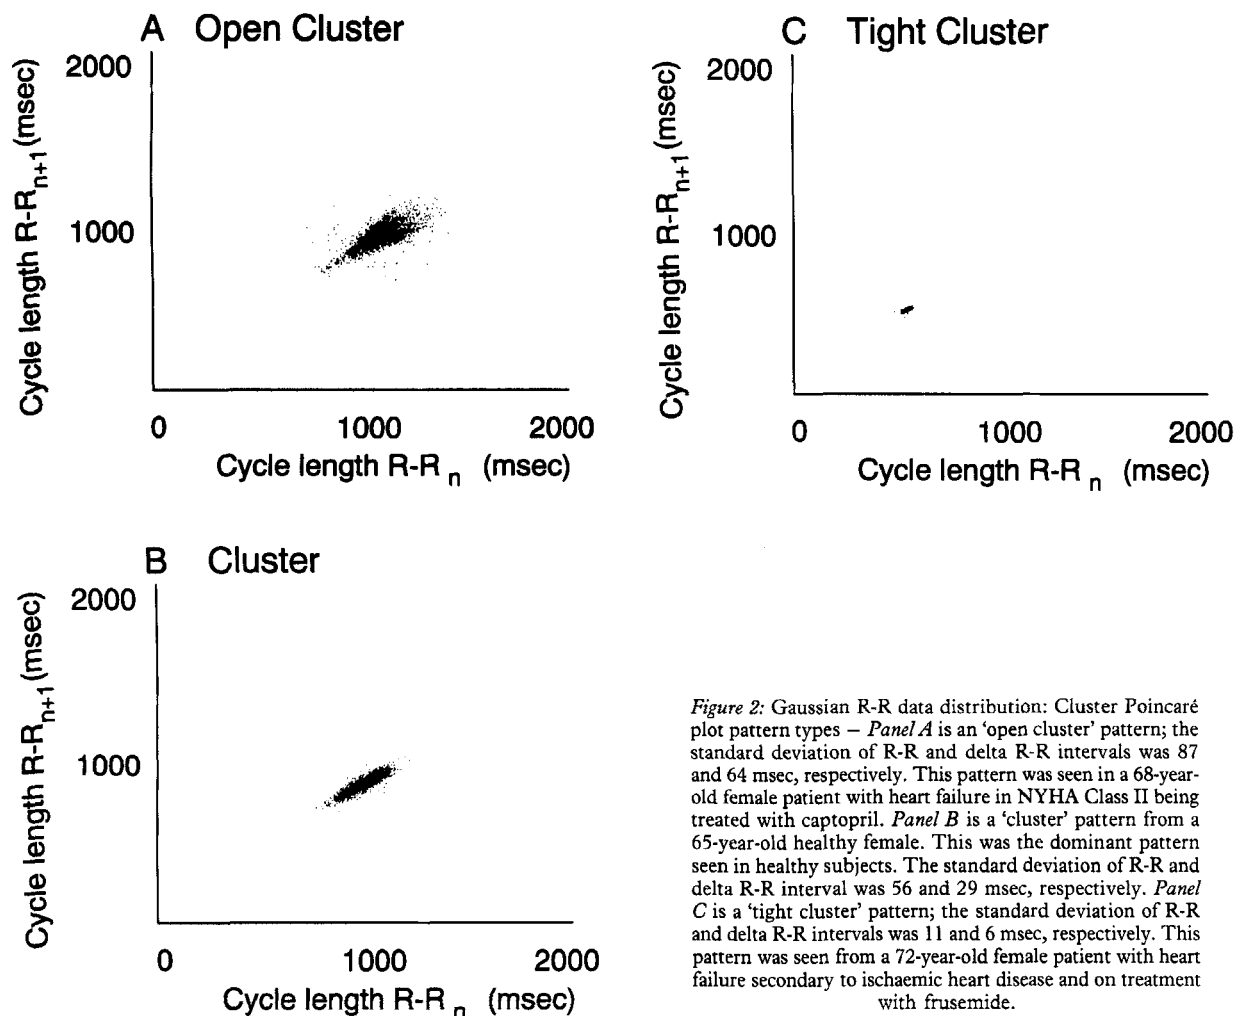 A Open Cluster
2000
1000
Cycle length R-Rn+1 (msec)
0 1000 2000
Cycle length R-R n (msec)
C Tight Cluster
2000
1000
Cycle length R-Rn+1 (msec)
0 1000 2000
Cycle length R-R n (msec)
B Cluster
2000
1000
Cycle length R-Rn+1 (msec)
0 1000 2000
Cycle length R-R n (msec)
Figure 2: Gaussian R-R data distribution: Cluster Poincaré
plot pattern types – Panel A is an ‘open cluster’ pattern; the
standard deviation of R-R and delta R-R intervals was 87
and 64 msec, respectively. This pattern was seen in a 68-year-
old female patient with heart failure in NYHA Class II being
treated with captopril. Panel B is a ‘cluster’ pattern from a
65-year-old healthy female. This was the dominant pattern
seen in healthy subjects. The standard deviation of R-R and
delta R-R interval was 56 and 29 msec, respectively. Panel
C is a ‘tight cluster’ pattern; the standard deviation of R-R
and delta R-R intervals was 11 and 6 msec, respectively. This
pattern was seen from a 72-year-old female patient with heart
failure secondary to ischaemic heart disease and on treatment
with frusemide.